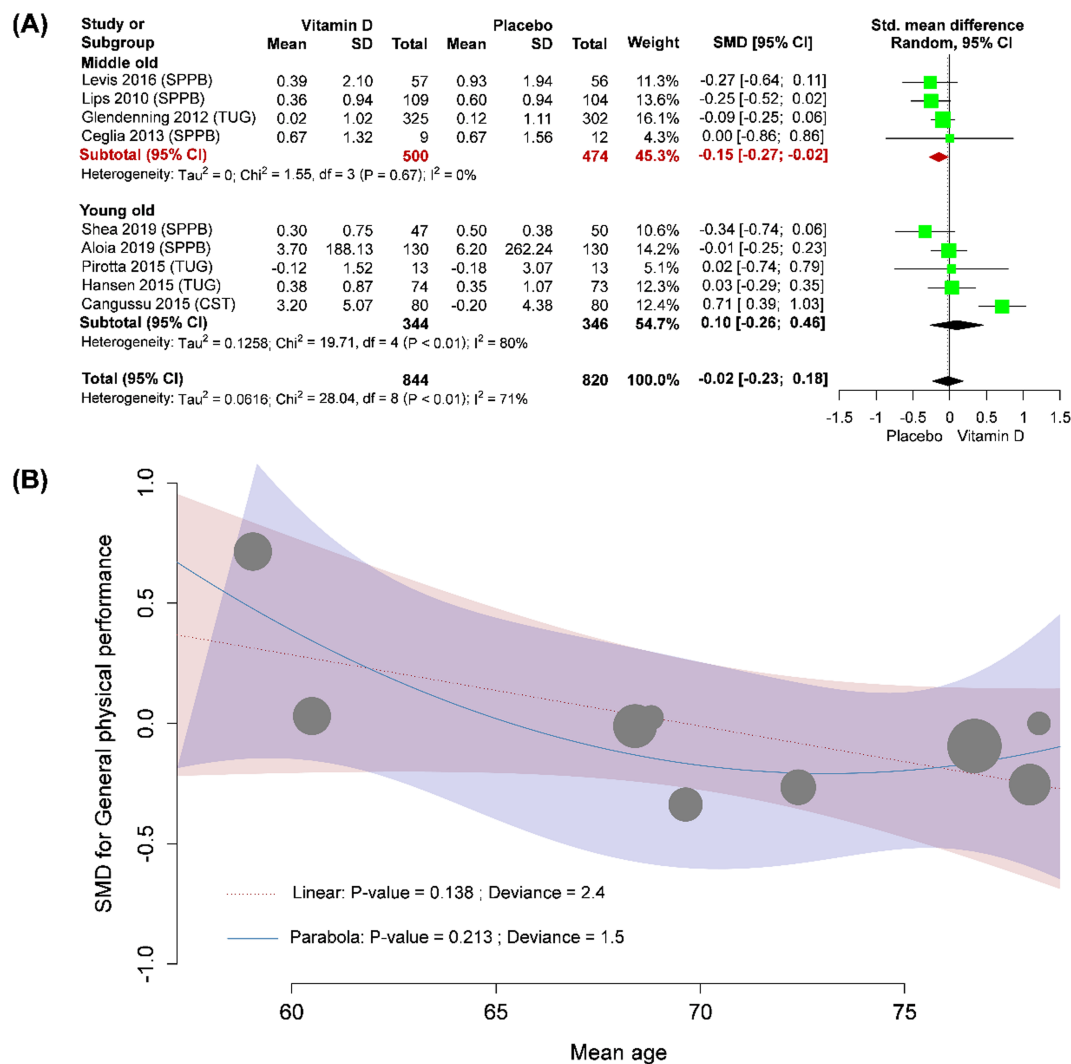 (A)
Study or Vitamin D Placebo Std. mean difference
Subgroup Mean SD Total Mean SD Total Weight SMD [95% CI] Random, 95% CI
Middle old
Levis 2016 (SPPB) 0.39 2.10 57 0.93 1.94 56 11.3% -0.27 [-0.64; 0.11]
Lips 2010 (SPPB) 0.36 0.94 109 0.60 0.94 104 13.6% -0.25 [-0.52; 0.02]
Glendenning 2012 (TUG) 0.02 1.02 325 0.12 1.11 302 16.1% -0.09 [-0.25; 0.06]
Ceglia 2013 (SPPB) 0.67 1.32 9 0.67 1.56 12 4.3% 0.00 [-0.86; 0.86]
Subtotal (95% CI) 500 474 45.3% -0.15 [-0.27; -0.02]
Heterogeneity: Tau² = 0; Chi² = 1.55, df = 3 (P = 0.67); I² = 0%
Young old
Shea 2019 (SPPB) 0.30 0.75 47 0.50 0.38 50 10.6% -0.34 [-0.74; 0.06]
Aloia 2019 (SPPB) 3.70 188.13 130 6.20 262.24 130 14.2% -0.01 [-0.25; 0.23]
Pirotta 2015 (TUG) -0.12 1.52 13 -0.18 3.07 13 5.1% 0.02 [-0.74; 0.79]
Hansen 2015 (TUG) 0.38 0.87 74 0.35 1.07 73 12.3% 0.03 [-0.29; 0.35]
Cangussu 2015 (CST) 3.20 5.07 80 -0.20 4.38 80 12.4% 0.71 [0.39; 1.03]
Subtotal (95% CI) 344 346 54.7% 0.10 [-0.26; 0.46]
Heterogeneity: Tau² = 0.1258; Chi² = 19.71, df = 4 (P < 0.01); I² = 80%
Total (95% CI) 844 820 100.0% -0.02 [-0.23; 0.18]
Heterogeneity: Tau² = 0.0616; Chi² = 28.04, df = 8 (P < 0.01); I² = 71%
-1.5 -1 -0.5 0 0.5 1 1.5
Placebo Vitamin D
(B)
SMD for General physical performance
1.0
0.5
0.0
-0.5
-1.0
Linear: P-value = 0.138 ; Deviance = 2.4
Parabola: P-value = 0.213 ; Deviance = 1.5
60 65 70 75
Mean age